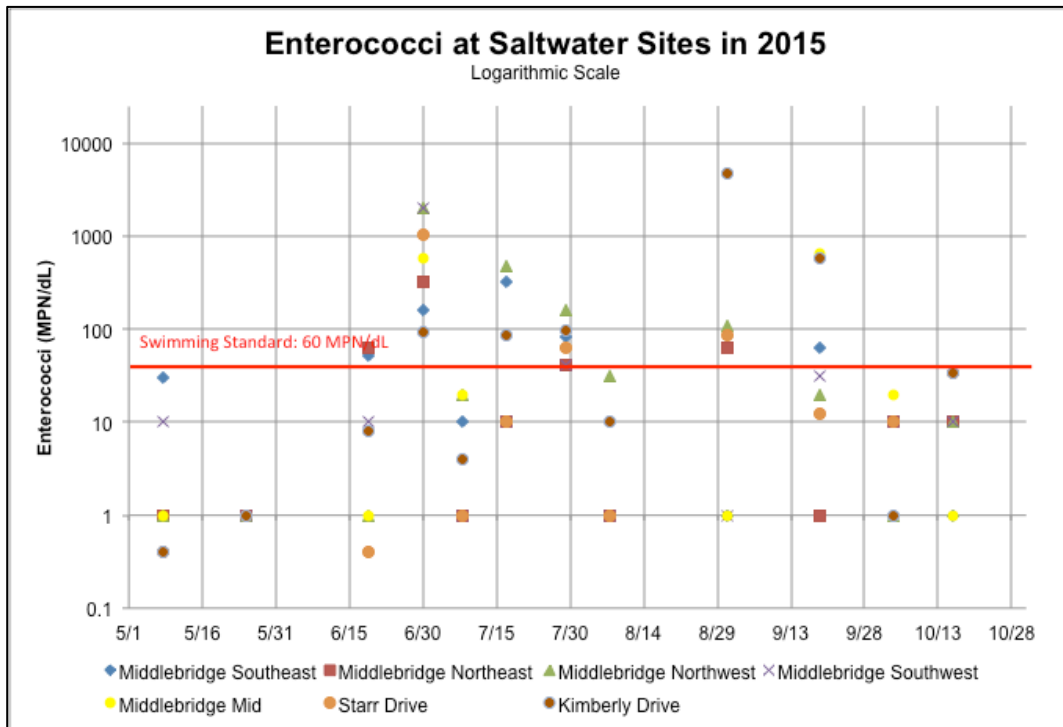 Enterococci at Saltwater Sites in 2015
Logarithmic Scale
Enterococci (MPN/dL)
10000
1000
100
10
1
0.1
Swimming Standard: 60 MPN/dL
5/1 5/16 5/31 6/15 6/30 7/15 7/30 8/14 8/29 9/13 9/28 10/13 10/28
Middlebridge Southeast Middlebridge Northeast Middlebridge Northwest Middlebridge Southwest
Middlebridge Mid Starr Drive Kimberly Drive